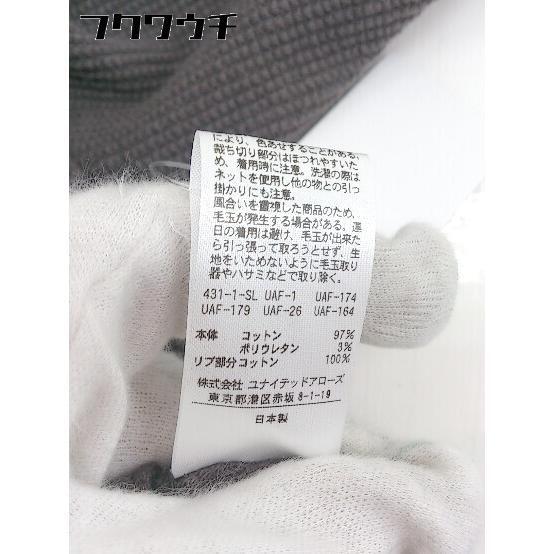 フクワウチ
により、色あせすることがある。
裁ち切り部分はほつれやすいた
め、着用時に注意。洗濯の際は
ネットを使用し他の物との引っ
掛かりにも注意。
風合いを重視した商品のため、
毛玉が発生する場合がある。連
日の着用は避け、毛玉が出来た
ら引っ張って取ろうとせず、生
地をいためないように毛玉取り
器やハサミなどで取り除く。
431-1-SL UAF-1 UAF-174
UAF-179 UAF-26 UAF-164
本体 コットン 97%
ポリウレタン 3%
リブ部分コットン 100%
株式会社 ユナイテッドアローズ
東京都港区赤坂 8-1-19
日本製